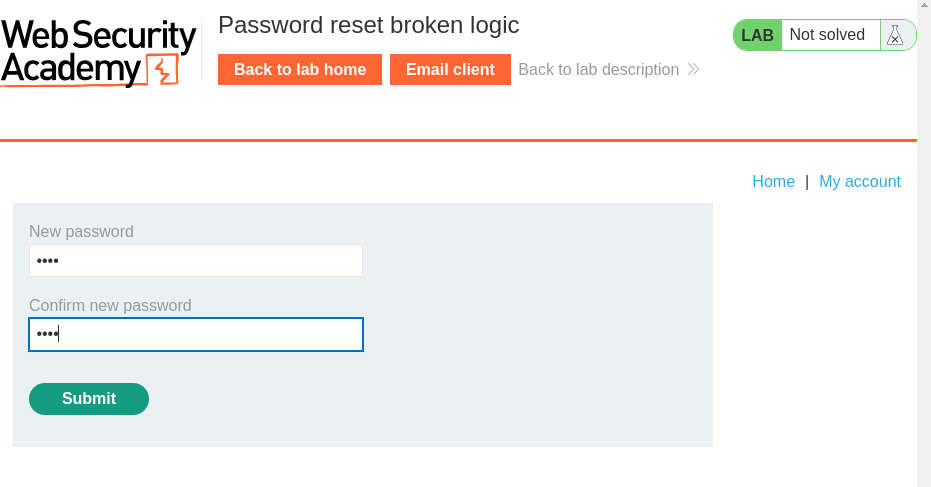 Web Security
Academy
Password reset broken logic
Back to lab home
Email client
Back to lab description
LAB
Not solved
Home | My account
New password
••••
Confirm new password
••••
Submit